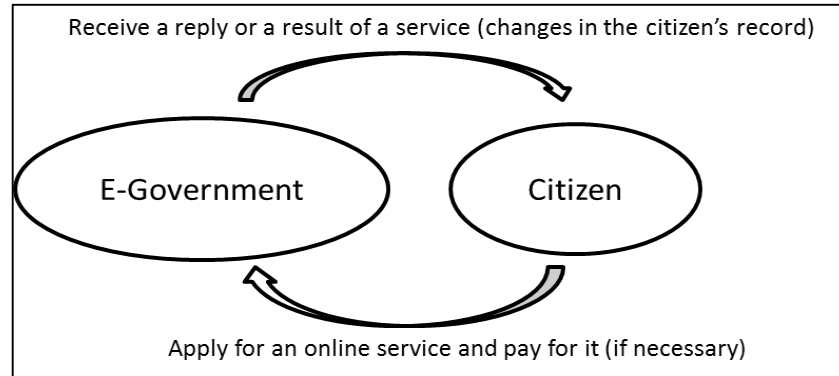 Receive a reply or a result of a service (changes in the citizen’s record)
E-Government
Citizen
Apply for an online service and pay for it (if necessary)